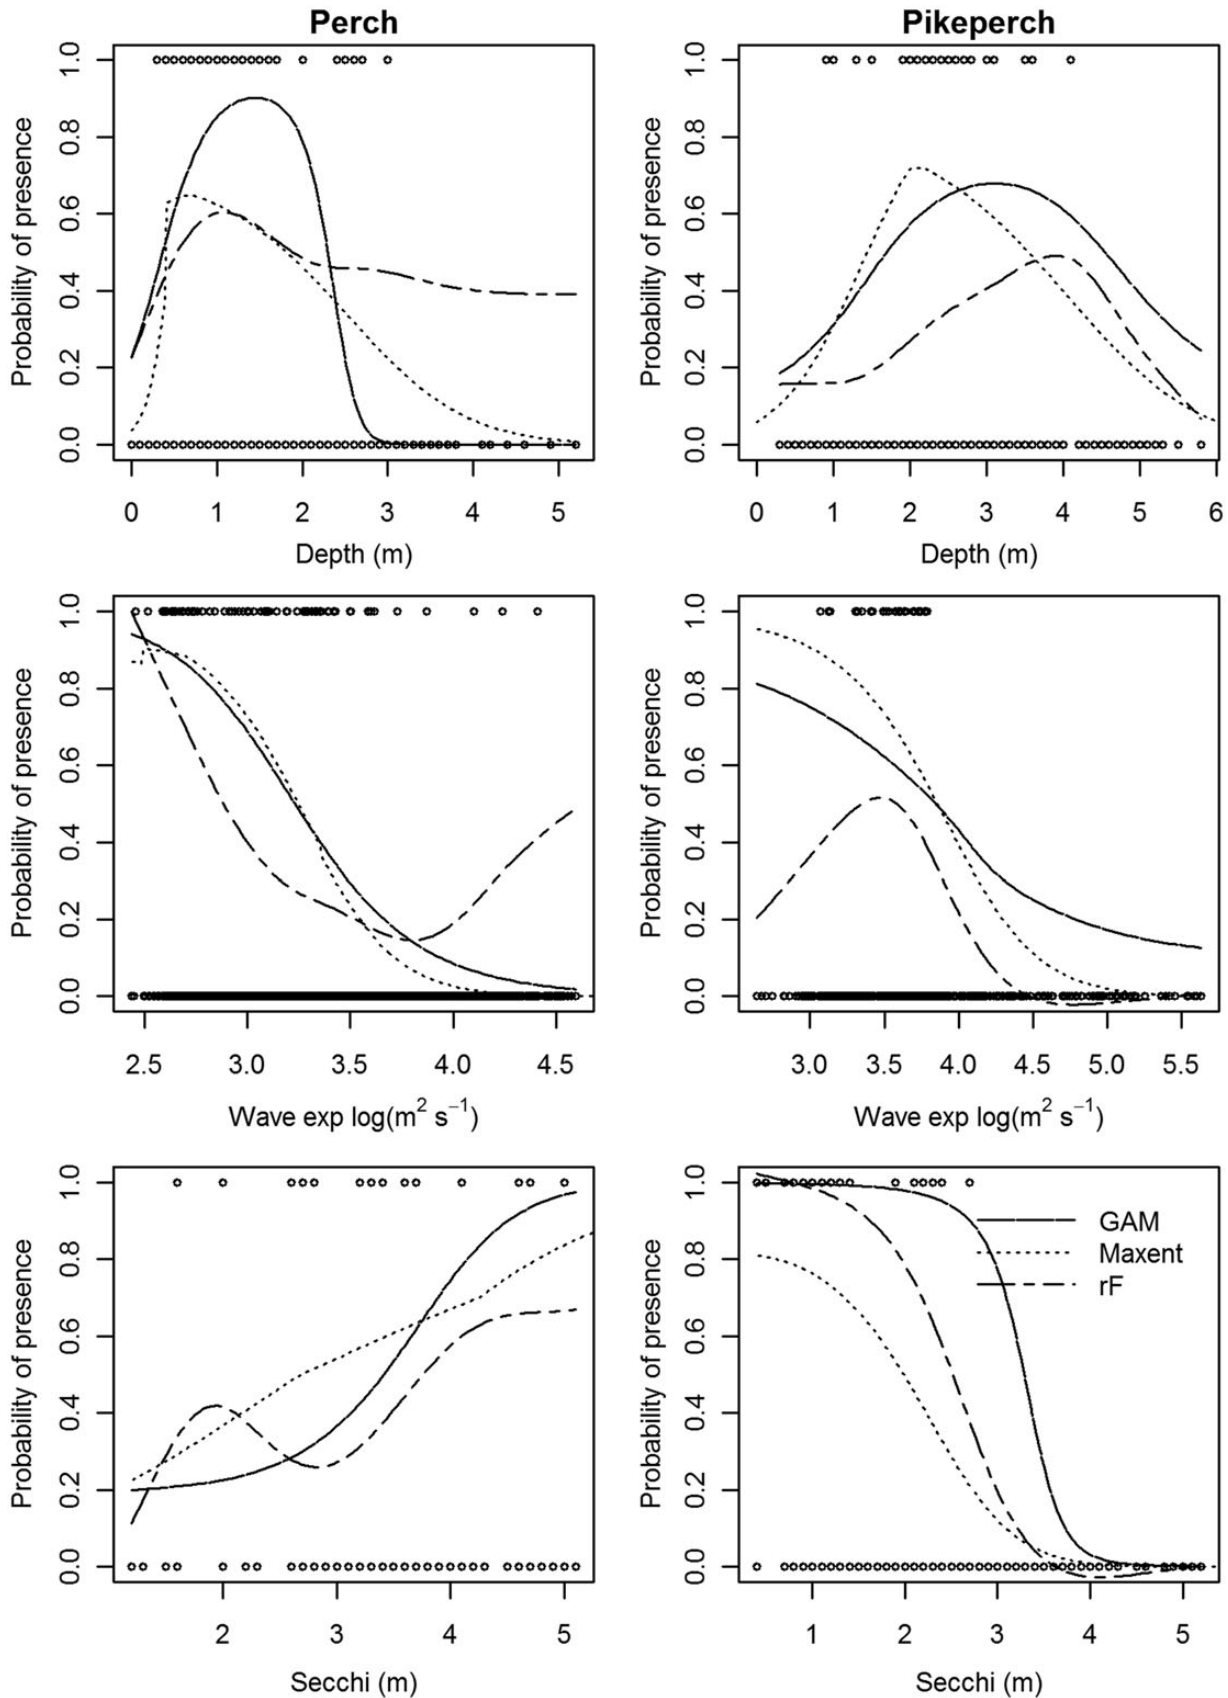 Perch
Pikeperch
Probability of presence
0.0 0.2 0.4 0.6 0.8 1.0
0 1 2 3 4 5
Depth (m)
Probability of presence
0.0 0.2 0.4 0.6 0.8 1.0
0 1 2 3 4 5 6
Depth (m)
Probability of presence
0.0 0.2 0.4 0.6 0.8 1.0
2.5 3.0 3.5 4.0 4.5
Wave exp log(m² s⁻¹)
Probability of presence
0.0 0.2 0.4 0.6 0.8 1.0
3.0 3.5 4.0 4.5 5.0 5.5
Wave exp log(m² s⁻¹)
Probability of presence
0.0 0.2 0.4 0.6 0.8 1.0
2 3 4 5
Secchi (m)
Probability of presence
0.0 0.2 0.4 0.6 0.8 1.0
GAM
Maxent
rF
1 2 3 4 5
Secchi (m)